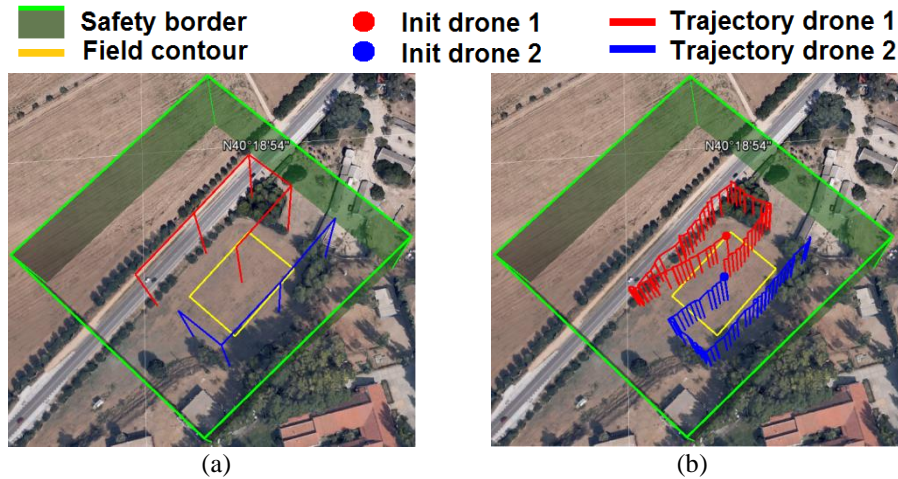 Safety border
Init drone 1
Trajectory drone 1
Field contour
Init drone 2
Trajectory drone 2
N40°18'54"
N40°18'54"
(a)
(b)